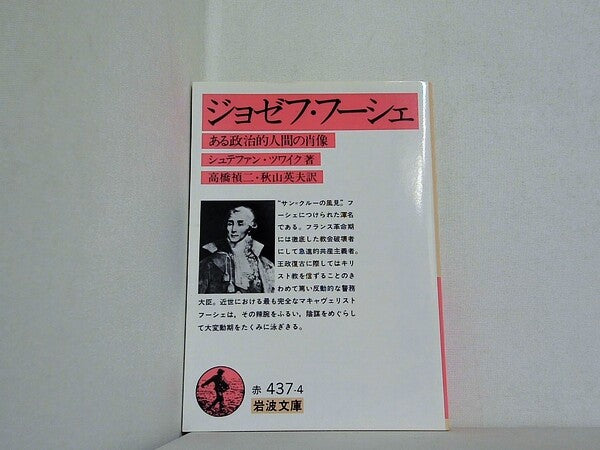 ジョゼフ・フーシェ
ある政治的人間の肖像
シュテファン・ツワイク著
高橋禎二・秋山英夫訳
"サン=クルーの風見"フ
ーシェにつけられた渾名
である。フランス革命期
には徹底した教会破壊者
にして急進的共産主義者。
王政復古に際してはキリ
スト教を信ずることのき
わめて篤い反動的な警務
大臣。近世における最も完全なマキャヴェリスト
フーシェは、その辣腕をふるい、陰謀をめぐらし
て大変動期をたくみに泳ぎきる。
赤 437-4
岩波文庫